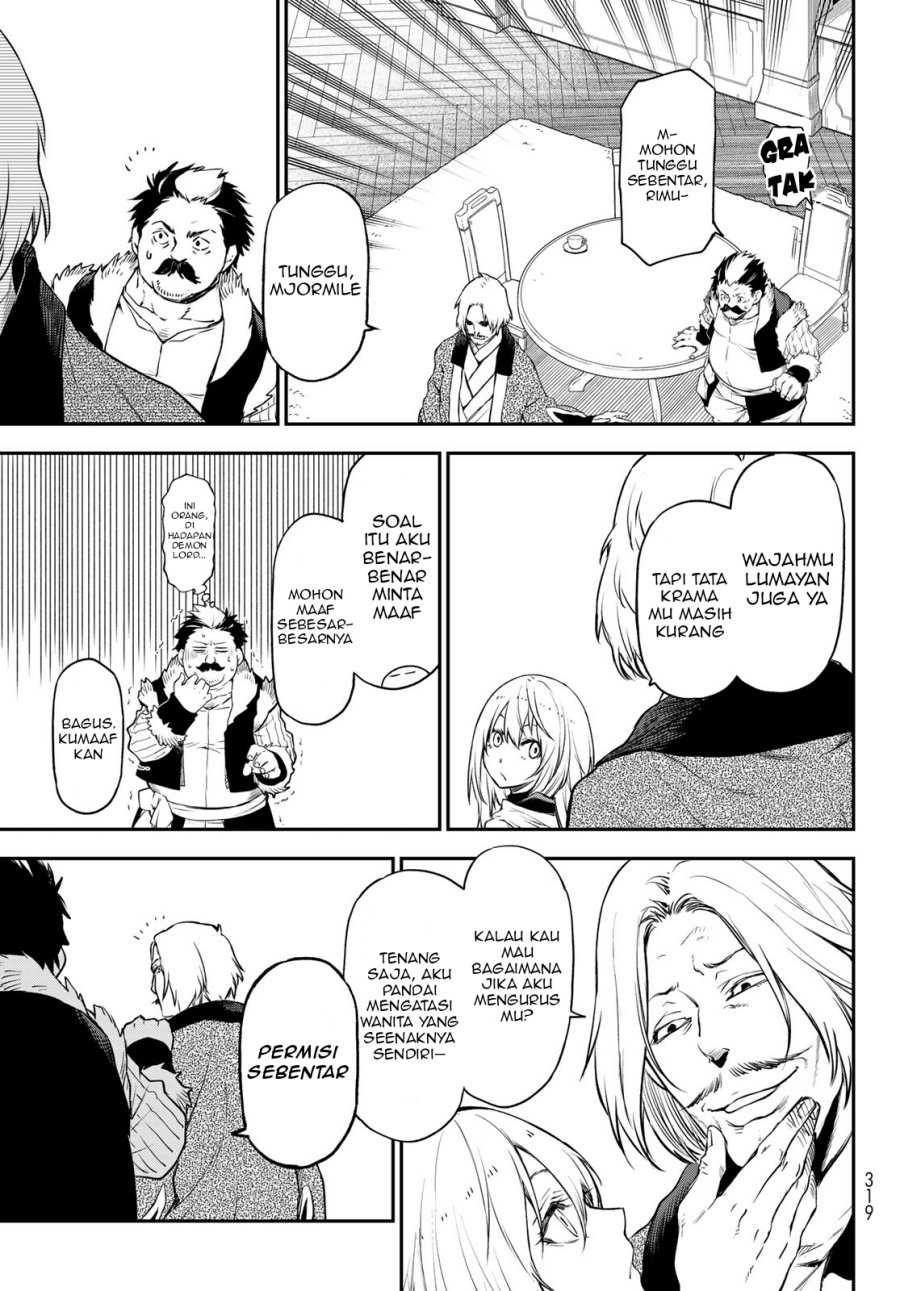 M-
MOHON
TUNGGU
SEBENTAR,
RIMU-
GRA
TAK
TUNGGU,
MJORMILE
WAJAHMU
LUMAYAN
JUGA YA
TAPI TATA
KRAMA
MU MASIH
KURANG
SOAL
ITU AKU
BENAR-
BENAR
MINTA
MAAF
MOHON
MAAF
SEBESAR-
BESARNYA
INI
ORANG,
DI
HADAPAN
DEMON
LORD...
BAGUS.
KUMAAF
KAN
KALAU KAU
MAU
BAGAIMANA
JIKA AKU
MENGURUS
MU?
TENANG
SAJA, AKU
PANDAI
MENGATASI
WANITA YANG
SEENAKNYA
SENDIRI—
PERMISI
SEBENTAR
319